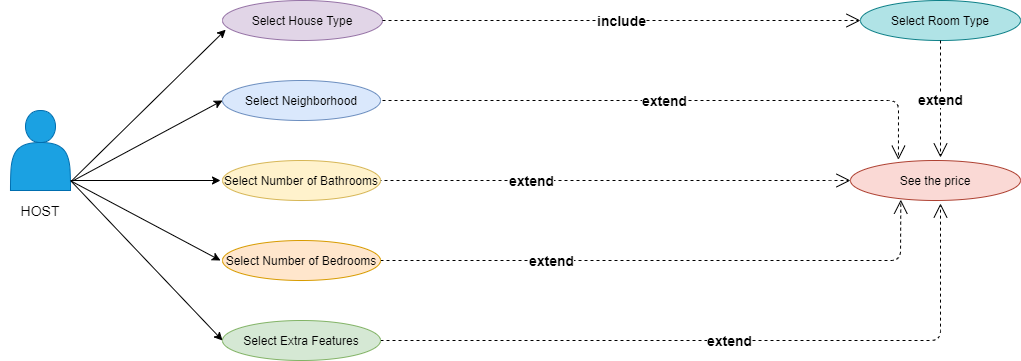 Select House Type
include
Select Room Type
Select Neighborhood
extend
extend
HOST
Select Number of Bathrooms
extend
See the price
Select Number of Bedrooms
extend
Select Extra Features
extend